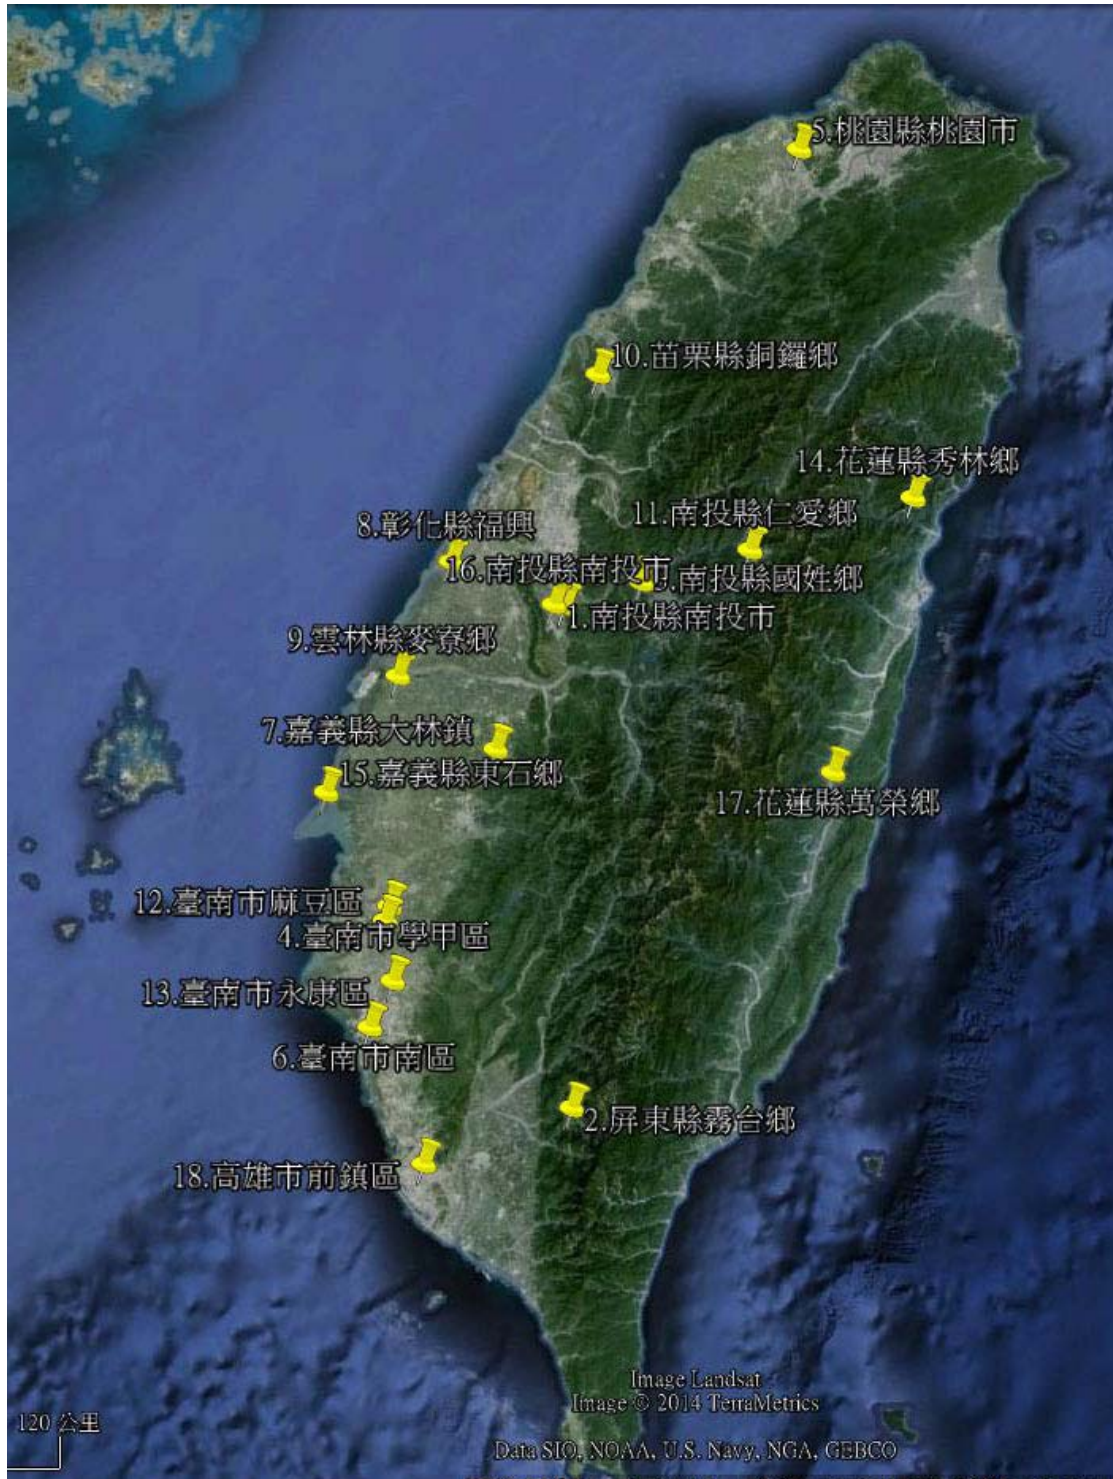 5.桃園縣桃園市
10.苗栗縣銅鑼鄉
14.花蓮縣秀林鄉
11.南投縣仁愛鄉
8.彰化縣福興
16.南投縣南投市
.南投縣國姓鄉
1.南投縣南投市
9.雲林縣麥寮鄉
7.嘉義縣大林鎮
15.嘉義縣東石鄉
17.花蓮縣萬榮鄉
12.臺南市麻豆區
4.臺南市學甲區
13.臺南市永康區
6.臺南市南區
2.屏東縣霧台鄉
18.高雄市前鎮區
Image Landsat
Image © 2014 TerraMetrics
120 公里
Data SIO, NOAA, U.S. Navy, NGA, GEBCO